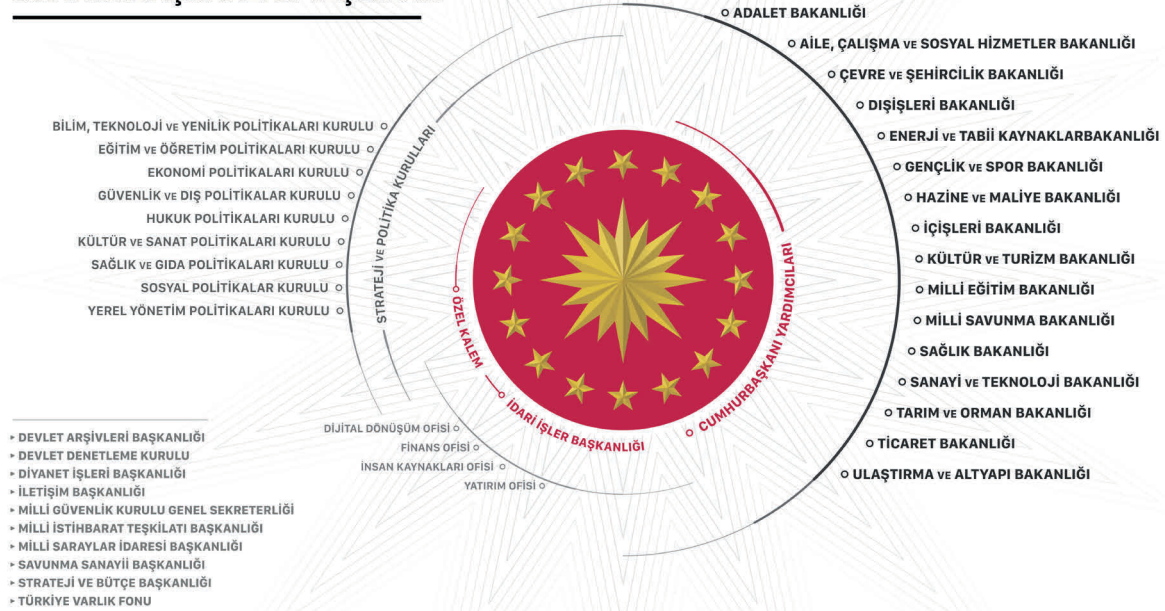 ADALET BAKANLIĞI
AİLE, ÇALIŞMA VE SOSYAL HİZMETLER BAKANLIĞI
ÇEVRE VE ŞEHİRCİLİK BAKANLIĞI
DIŞİŞLERİ BAKANLIĞI
ENERJİ VE TABİİ KAYNAKLARBAKANLIĞI
GENÇLİK VE SPOR BAKANLIĞI
HAZİNE VE MALİYE BAKANLIĞI
İÇİŞLERİ BAKANLIĞI
KÜLTÜR VE TURİZM BAKANLIĞI
MİLLİ EĞİTİM BAKANLIĞI
MİLLİ SAVUNMA BAKANLIĞI
SAĞLIK BAKANLIĞI
SANAYİ VE TEKNOLOJİ BAKANLIĞI
TARIM VE ORMAN BAKANLIĞI
TİCARET BAKANLIĞI
ULAŞTIRMA VE ALTYAPI BAKANLIĞI
BİLİM, TEKNOLOJİ VE YENİLİK POLİTİKALARI KURULU
EĞİTİM VE ÖĞRETİM POLİTİKALARI KURULU
EKONOMİ POLİTİKALARI KURULU
GÜVENLİK VE DIŞ POLİTİKALAR KURULU
HUKUK POLİTİKALARI KURULU
KÜLTÜR VE SANAT POLİTİKALARI KURULU
SAĞLIK VE GIDA POLİTİKALARI KURULU
SOSYAL POLİTİKALAR KURULU
YEREL YÖNETİM POLİTİKALARI KURULU
STRATEJİ VE POLİTİKA KURULLARI
ÖZEL KALEM
İDARİ İŞLER BAŞKANLIĞI
CUMHURBAŞKANI YARDIMCILARI
DİJİTAL DÖNÜŞÜM OFİSİ
FİNANS OFİSİ
İNSAN KAYNAKLARI OFİSİ
YATIRIM OFİSİ
DEVLET ARŞİVLERİ BAŞKANLIĞI
DEVLET DENETLEME KURULU
DİYANET İŞLERİ BAŞKANLIĞI
İLETİŞİM BAŞKANLIĞI
MİLLİ GÜVENLİK KURULU GENEL SEKRETERLİĞİ
MİLLİ İSTİHBARAT TEŞKİLATI BAŞKANLIĞI
MİLLİ SARAYLAR İDARESİ BAŞKANLIĞI
SAVUNMA SANAYİİ BAŞKANLIĞI
STRATEJİ VE BÜTÇE BAŞKANLIĞI
TÜRKİYE VARLIK FONU